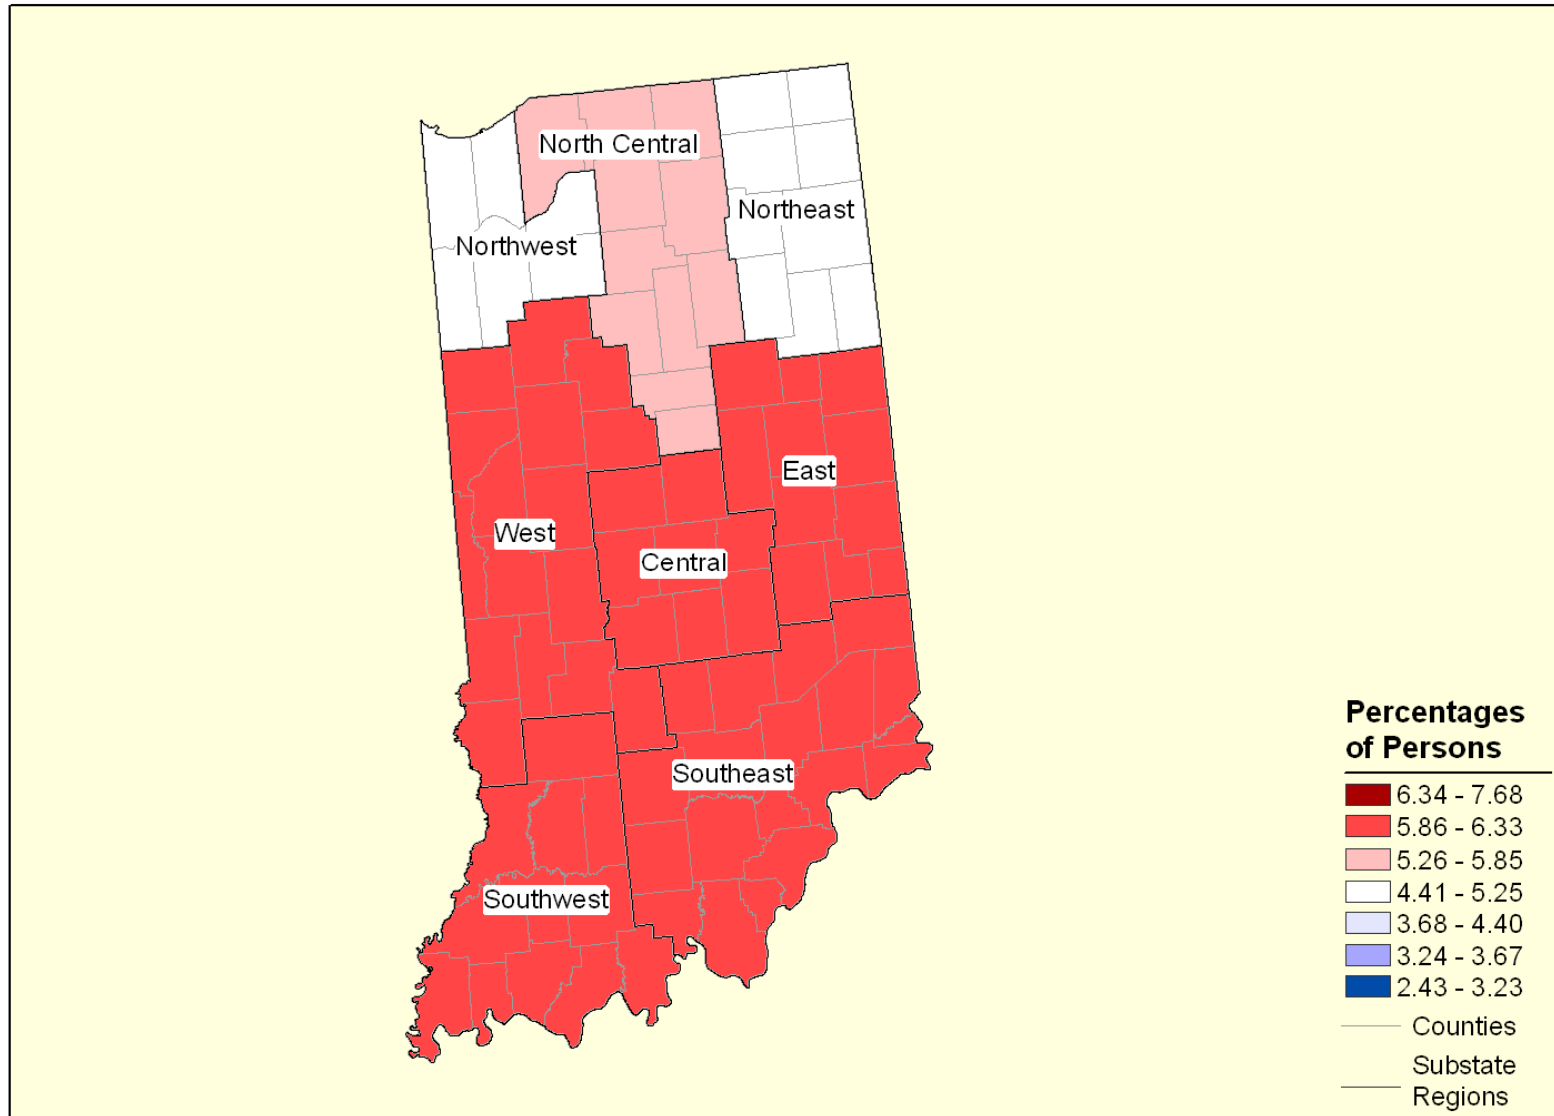 North Central
Northeast
Northwest
East
West
Central
Southeast
Southwest
Percentages
of Persons
6.34 - 7.68
5.86 - 6.33
5.26 - 5.85
4.41 - 5.25
3.68 - 4.40
3.24 - 3.67
2.43 - 3.23
Counties
Substate
Regions